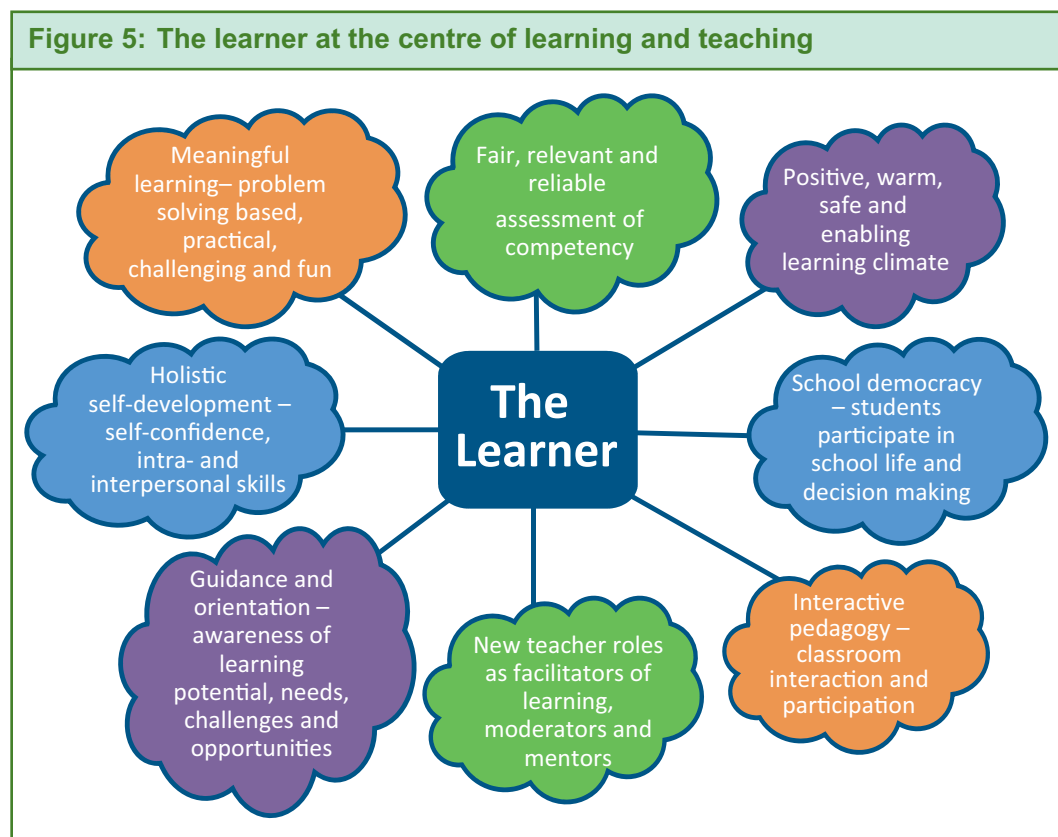 Figure 5: The learner at the centre of learning and teaching
Meaningful
learning– problem
solving based,
practical,
challenging and fun
Fair, relevant and
reliable
assessment of
competency
Positive, warm,
safe and
enabling
learning climate
Holistic
self-development –
self-confidence,
intra- and
interpersonal skills
The
Learner
School democracy
– students
participate in
school life and
decision making
Guidance and
orientation –
awareness of
learning
potential, needs,
challenges and
opportunities
New teacher roles
as facilitators of
learning,
moderators and
mentors
Interactive
pedagogy –
classroom
interaction and
participation